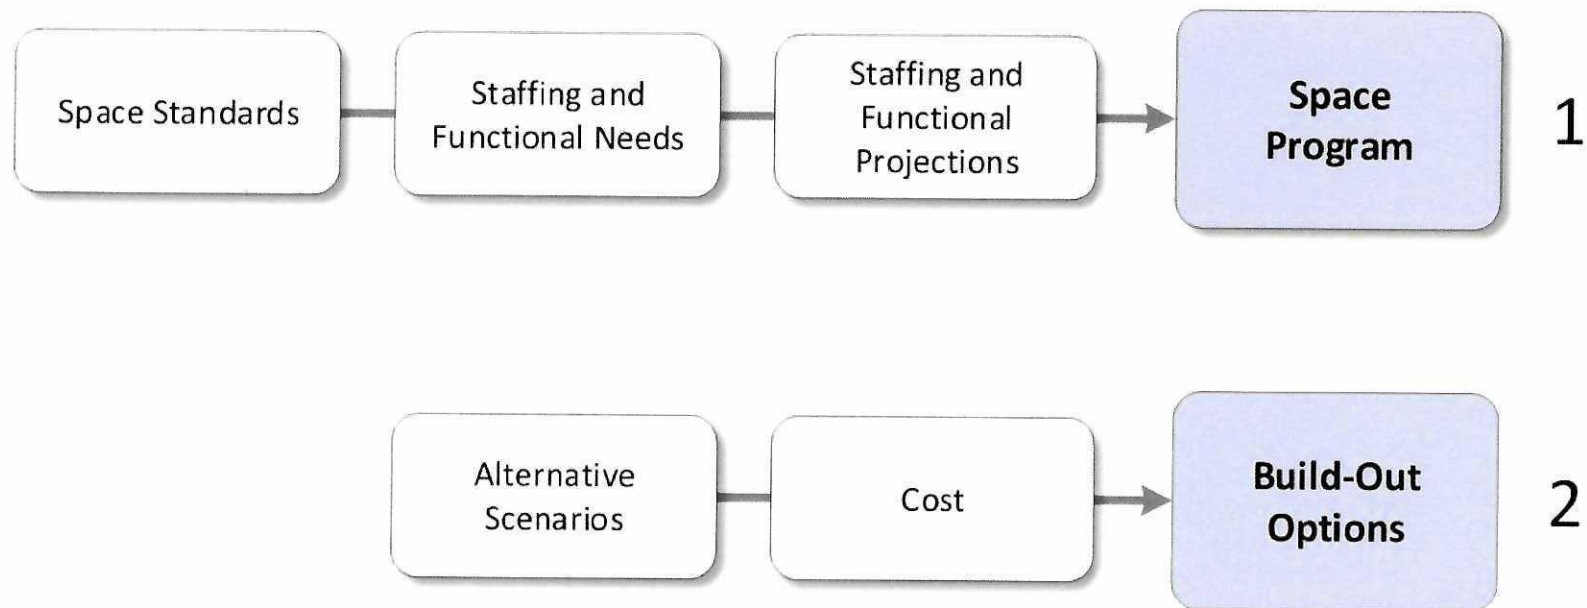 Space Standards
Staffing and
Functional Needs
Staffing and
Functional
Projections
Space
Program
1
Alternative
Scenarios
Cost
Build-Out
Options
2